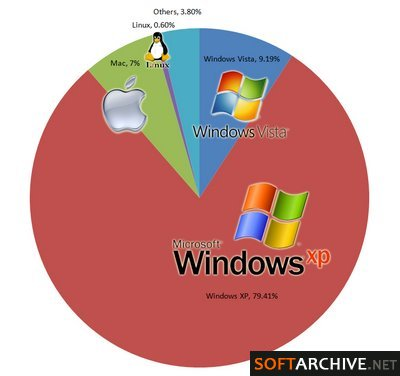 Others, 3.80%
Linux, 0.60%
Linux
Mac, 7%
Windows Vista, 9.19%
Windows Vista
Microsoft
Windows xp
Windows XP, 79.41%
SOFTARCHIVE.NET